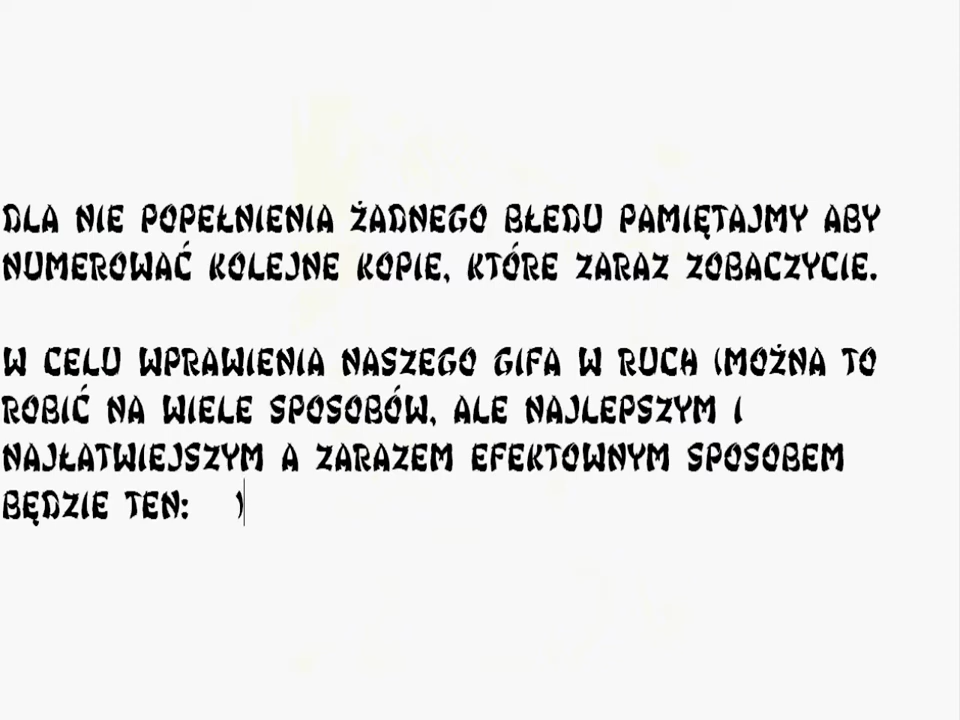 DLA NIE POPEŁNIENIA ŻADNEGO BŁEDU PAMIĘTAJMY ABY
NUMEROWAĆ KOLEJNE KOPIE, KTÓRE ZARAZ ZOBACZYCIE.
W CELU WPRAWIENIA NASZEGO GIFA W RUCH (MOŻNA TO
ROBIĆ NA WIELE SPOSOBÓW, ALE NAJLEPSZYM I
NAJŁATWIEJSZYM A ZARAZEM EFEKTOWNYM SPOSOBEM
BĘDZIE TEN: )